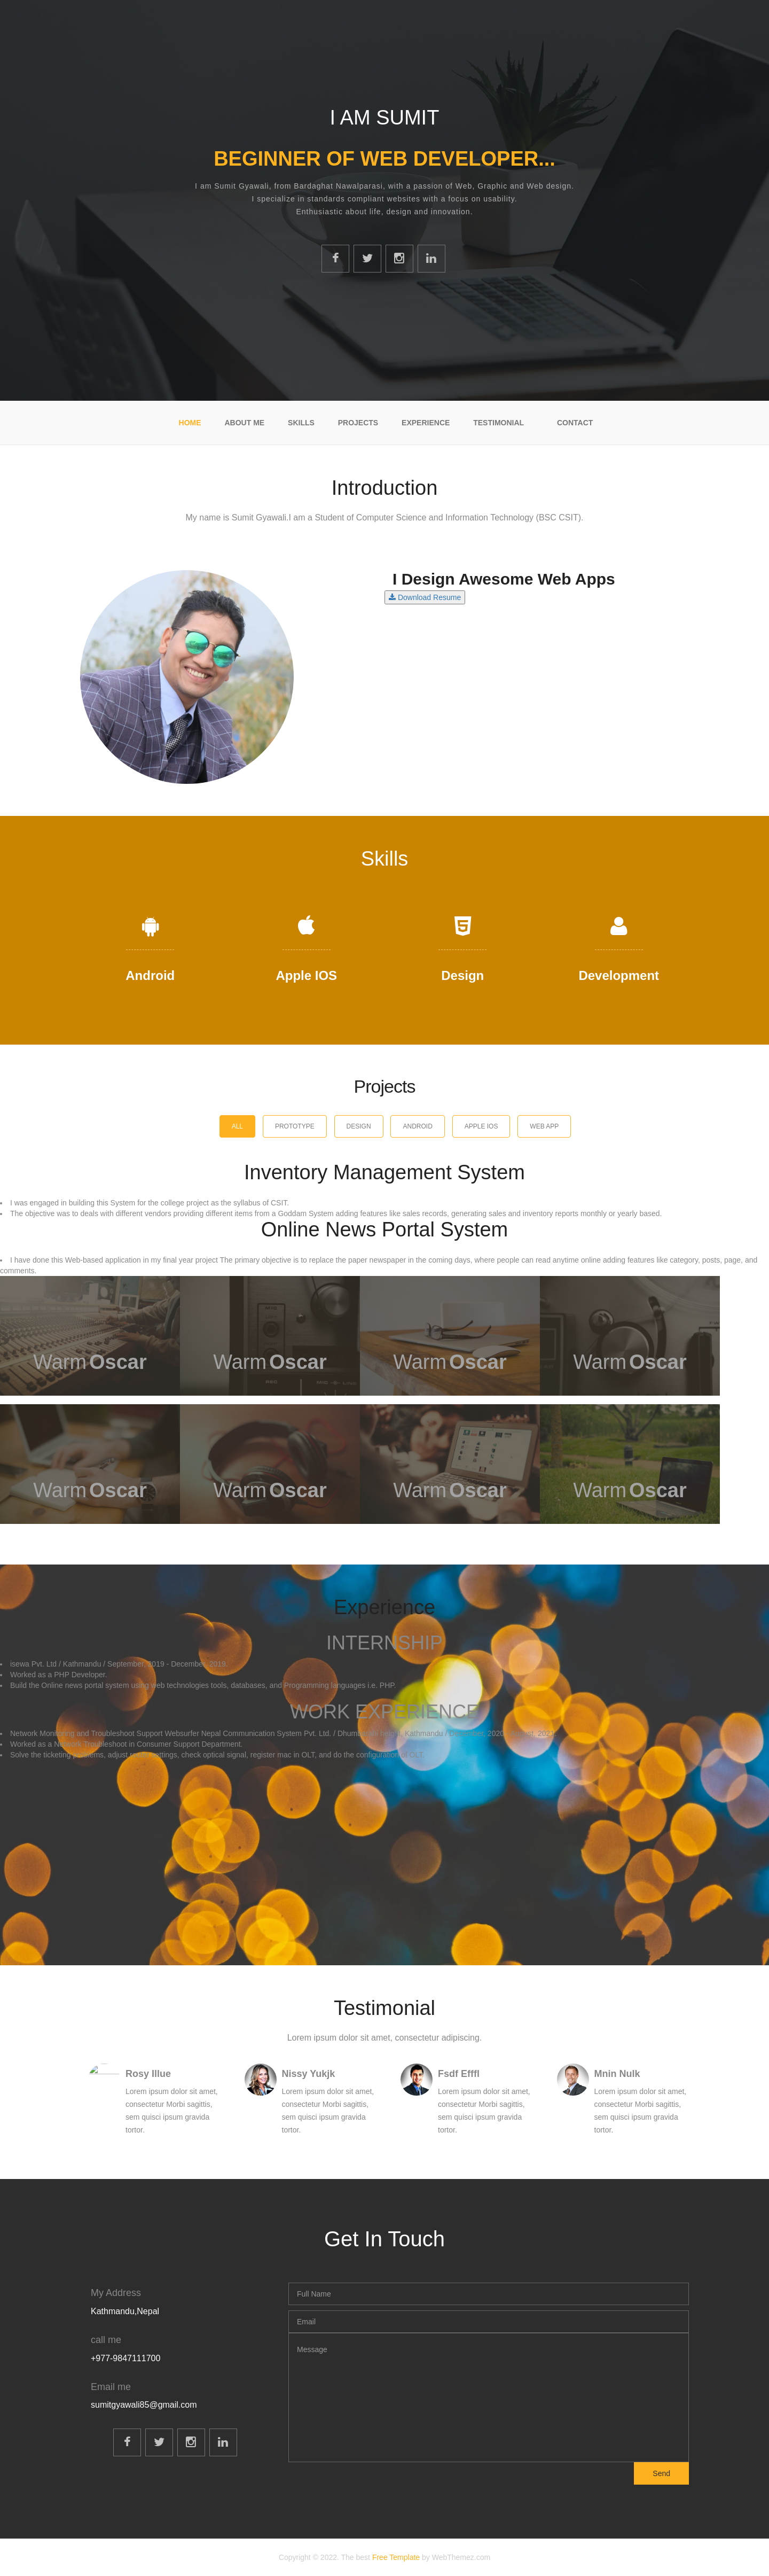 I AM SUMIT
BEGINNER OF WEB DEVELOPER...
I am Sumit Gyawali, from Bardaghat Nawalparasi, with a passion of Web, Graphic and Web design.
I specialize in standards compliant websites with a focus on usability.
Enthusiastic about life, design and innovation.
HOME ABOUT ME SKILLS PROJECTS EXPERIENCE TESTIMONIAL CONTACT
Introduction
My name is Sumit Gyawali.I am a Student of Computer Science and Information Technology (BSC CSIT).
I Design Awesome Web Apps
Download Resume
Skills
Android Apple IOS Design Development
Projects
ALL PROTOTYPE DESIGN ANDROID APPLE IOS WEB APP
Inventory Management System
• I was engaged in building this System for the college project as the syllabus of CSIT.
• The objective was to deals with different vendors providing different items from a Goddam System adding features like sales records, generating sales and inventory reports monthly or yearly based.
Online News Portal System
• I have done this Web-based application in my final year project The primary objective is to replace the paper newspaper in the coming days, where people can read anytime online adding features like category, posts, page, and
comments.
Warm Oscar Warm Oscar Warm Oscar Warm Oscar
Warm Oscar Warm Oscar Warm Oscar Warm Oscar
Experience
INTERNSHIP
• isewa Pvt. Ltd / Kathmandu / September, 2019 - December, 2019.
• Worked as a PHP Developer.
• Build the Online news portal system using web technologies tools, databases, and Programming languages i.e. PHP.
WORK EXPERIENCE
• Network Monitoring and Troubleshoot Support Websurfer Nepal Communication System Pvt. Ltd. / Kathmandu / 2020
• Worked as a Network Troubleshoot in Consumer Support Department.
• Solve the ticketing problems, adjust settings, check optical signal, register mac in OLT, and do the configuration
Testimonial
Lorem ipsum dolor sit amet, consectetur adipiscing.
Rosy Illue
Lorem ipsum dolor sit amet,
consectetur Morbi sagittis,
sem quisci ipsum gravida
tortor.
Nissy Yukjk
Lorem ipsum dolor sit amet,
consectetur Morbi sagittis,
sem quisci ipsum gravida
tortor.
Fsdf Efffl
Lorem ipsum dolor sit amet,
consectetur Morbi sagittis,
sem quisci ipsum gravida
tortor.
Mnin Nulk
Lorem ipsum dolor sit amet,
consectetur Morbi sagittis,
sem quisci ipsum gravida
tortor.
Get In Touch
My Address
Kathmandu,Nepal
call me
+977-9847111700
Email me
sumitgyawali85@gmail.com
Full Name
Email
Message
Send
Copyright © 2022. The best Free Template by WebThemez.com